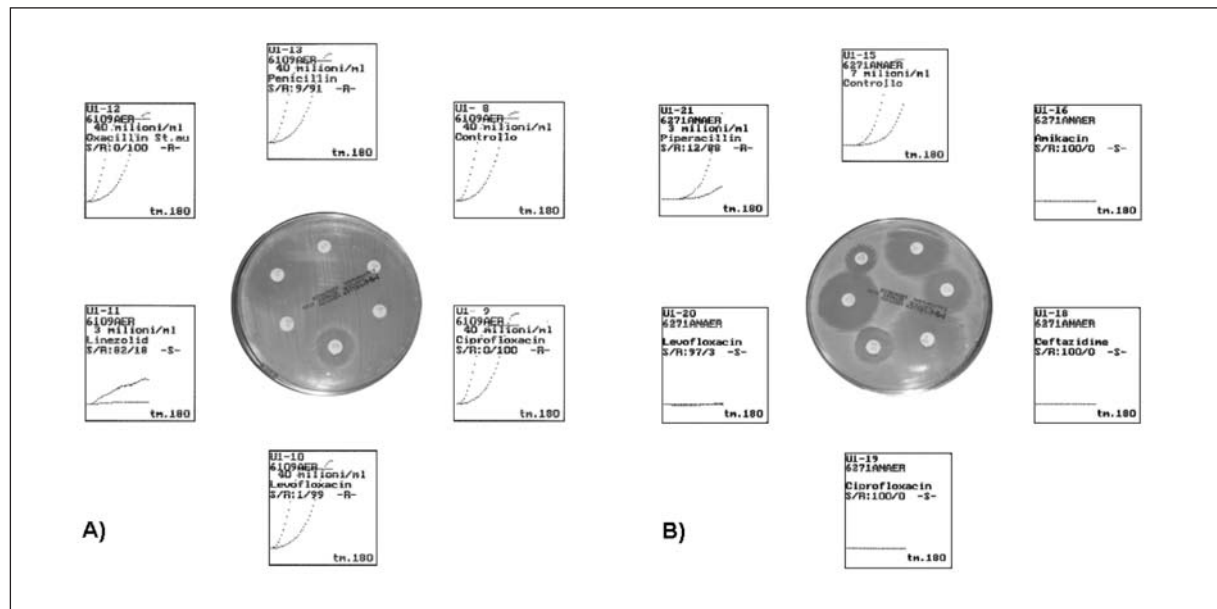 U1-13
6109AER
40 milioni/ml
Penicillin
S/R:9/91 -R-
tm.180
U1-12
6109AER
40 milioni/ml
Oxacillin St.au
S/R:0/100 -R-
tm.180
U1- 8
6109AER
40 milioni/ml
Controllo
tm.180
U1-11
6109AER
3 milioni/ml
Linezolid
S/R:82/18 -S-
tm.180
U1- 9
6109AER
40 milioni/ml
Ciprofloxacin
S/R:0/100 -R-
tm.180
U1-10
6109AER
40 milioni/ml
Levofloxacin
S/R:1/99 -R-
tm.180
A)
U1-15
6271ANAER
7 milioni/ml
Controllo
tm.180
U1-21
6271ANAER
3 milioni/ml
Piperacillin
S/R:12/88 -R-
tm.180
U1-16
6271ANAER
Amikacin
S/R:100/0 -S-
tm.180
U1-20
6271ANAER
Levofloxacin
S/R:97/3 -S-
tm.180
U1-18
6271ANAER
Ceftazidime
S/R:100/0 -S-
tm.180
U1-19
6271ANAER
Ciprofloxacin
S/R:100/0 -S-
tm.180
B)